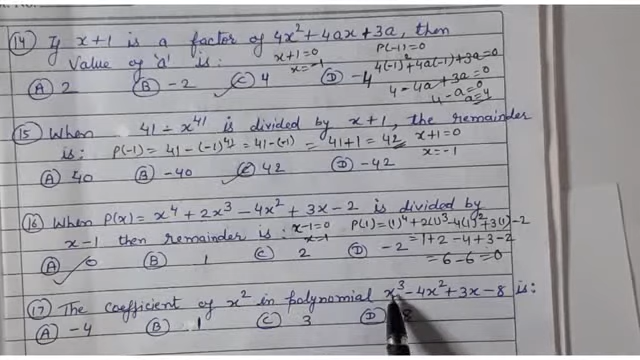 (14) If x+1 is a factor of 4x² + 4ax + 3a, then
value of 'a' is: x+1=0 P(-1)=0
x=-1 4(-1)²+4a(-1)+3a=0
(A) 2 (B) -2 (C) 4 (D) -4
4-4a+3a=0
4-a=0
a=4
(15) When 41 - x⁴¹ is divided by x+1, the remainder
is: P(-1) = 41-(-1)⁴² = 41-(-1) = 41+1 = 42 x+1=0
x=-1
(A) 40 (B) -40 (C) 42 (D) -42
(16) When P(x) = x⁴ + 2x³ - 4x² + 3x - 2 is divided by
x-1 then remainder is: x-1=0 P(1)=(1)⁴+2(1)³-4(1)²+3(1)-2
x=1
(A) 0 (B) 1 (C) 2 (D) -2 = 1+2-4+3-2
= 6-6=0
(17) The coefficient of x² in polynomial x³ - 4x² + 3x - 8 is:
(A) -4 (B) 1 (C) 3 (D) 8